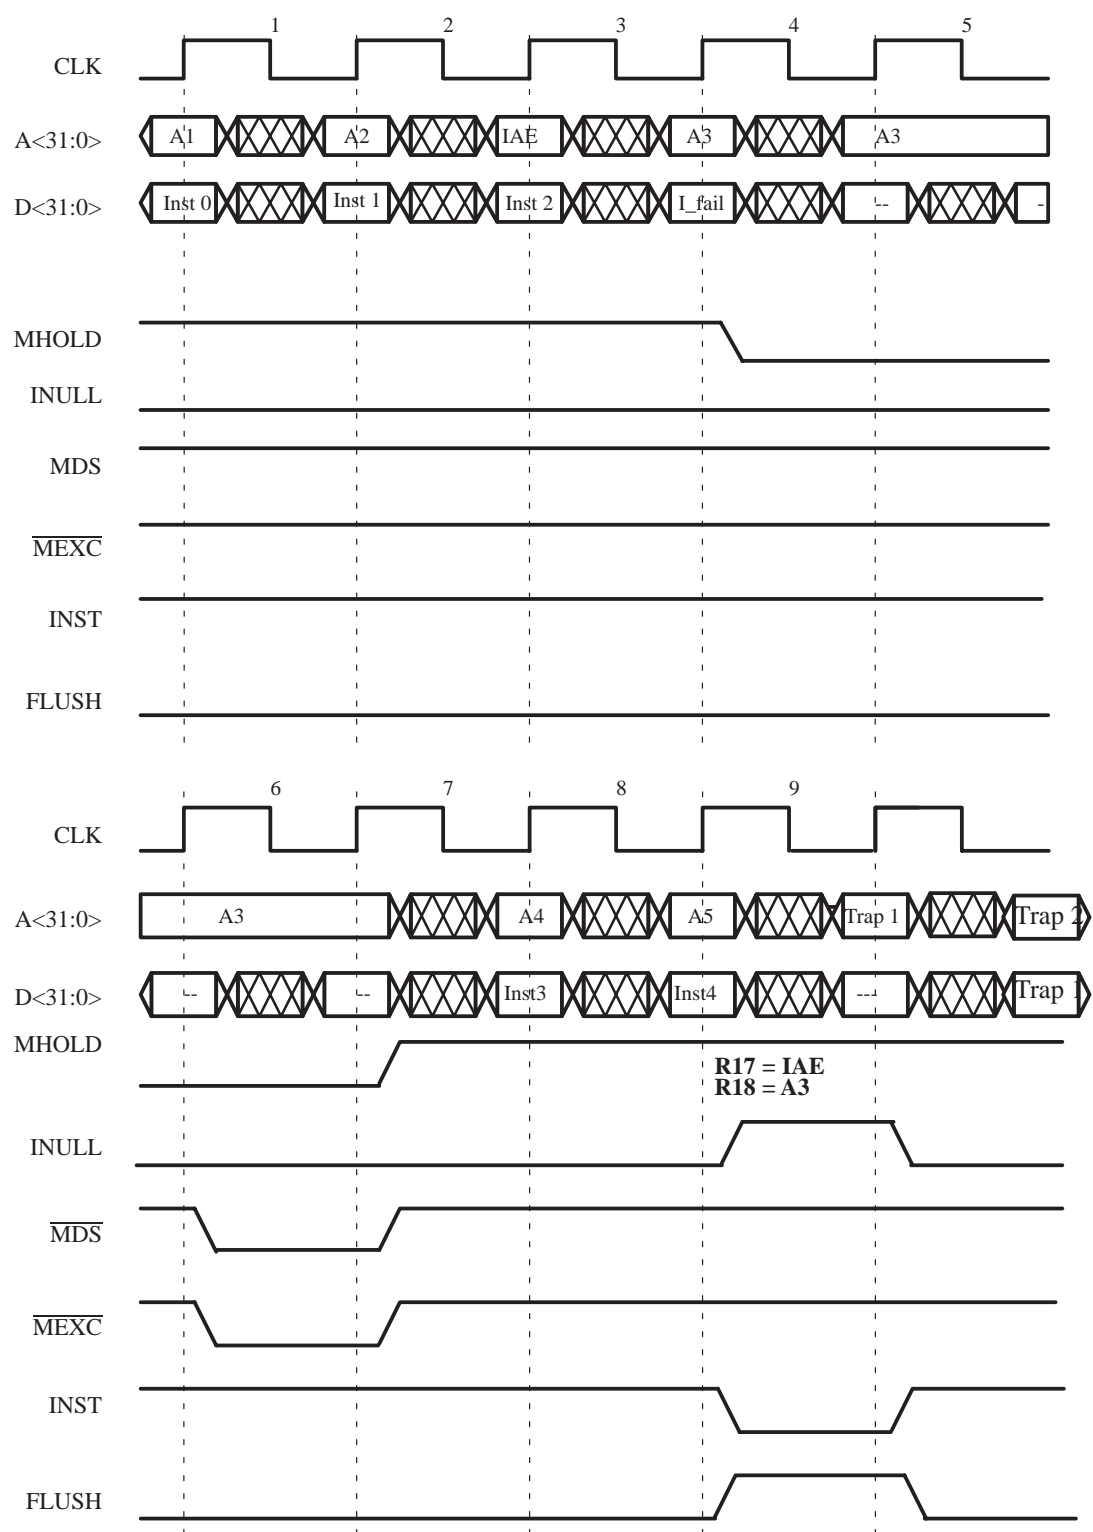 1 2 3 4 5
CLK
A<31:0> A1 A2 IAE A3 A3
D<31:0> Inst 0 Inst 1 Inst 2 I_fail -- -
MHOLD
INULL
MDS
MEXC
INST
FLUSH
6 7 8 9
CLK
A<31:0> A3 A4 A5 Trap 1 Trap 2
D<31:0> -- -- Inst3 Inst4 --- Trap 1
MHOLD
R17 = IAE
R18 = A3
INULL
MDS
MEXC
INST
FLUSH